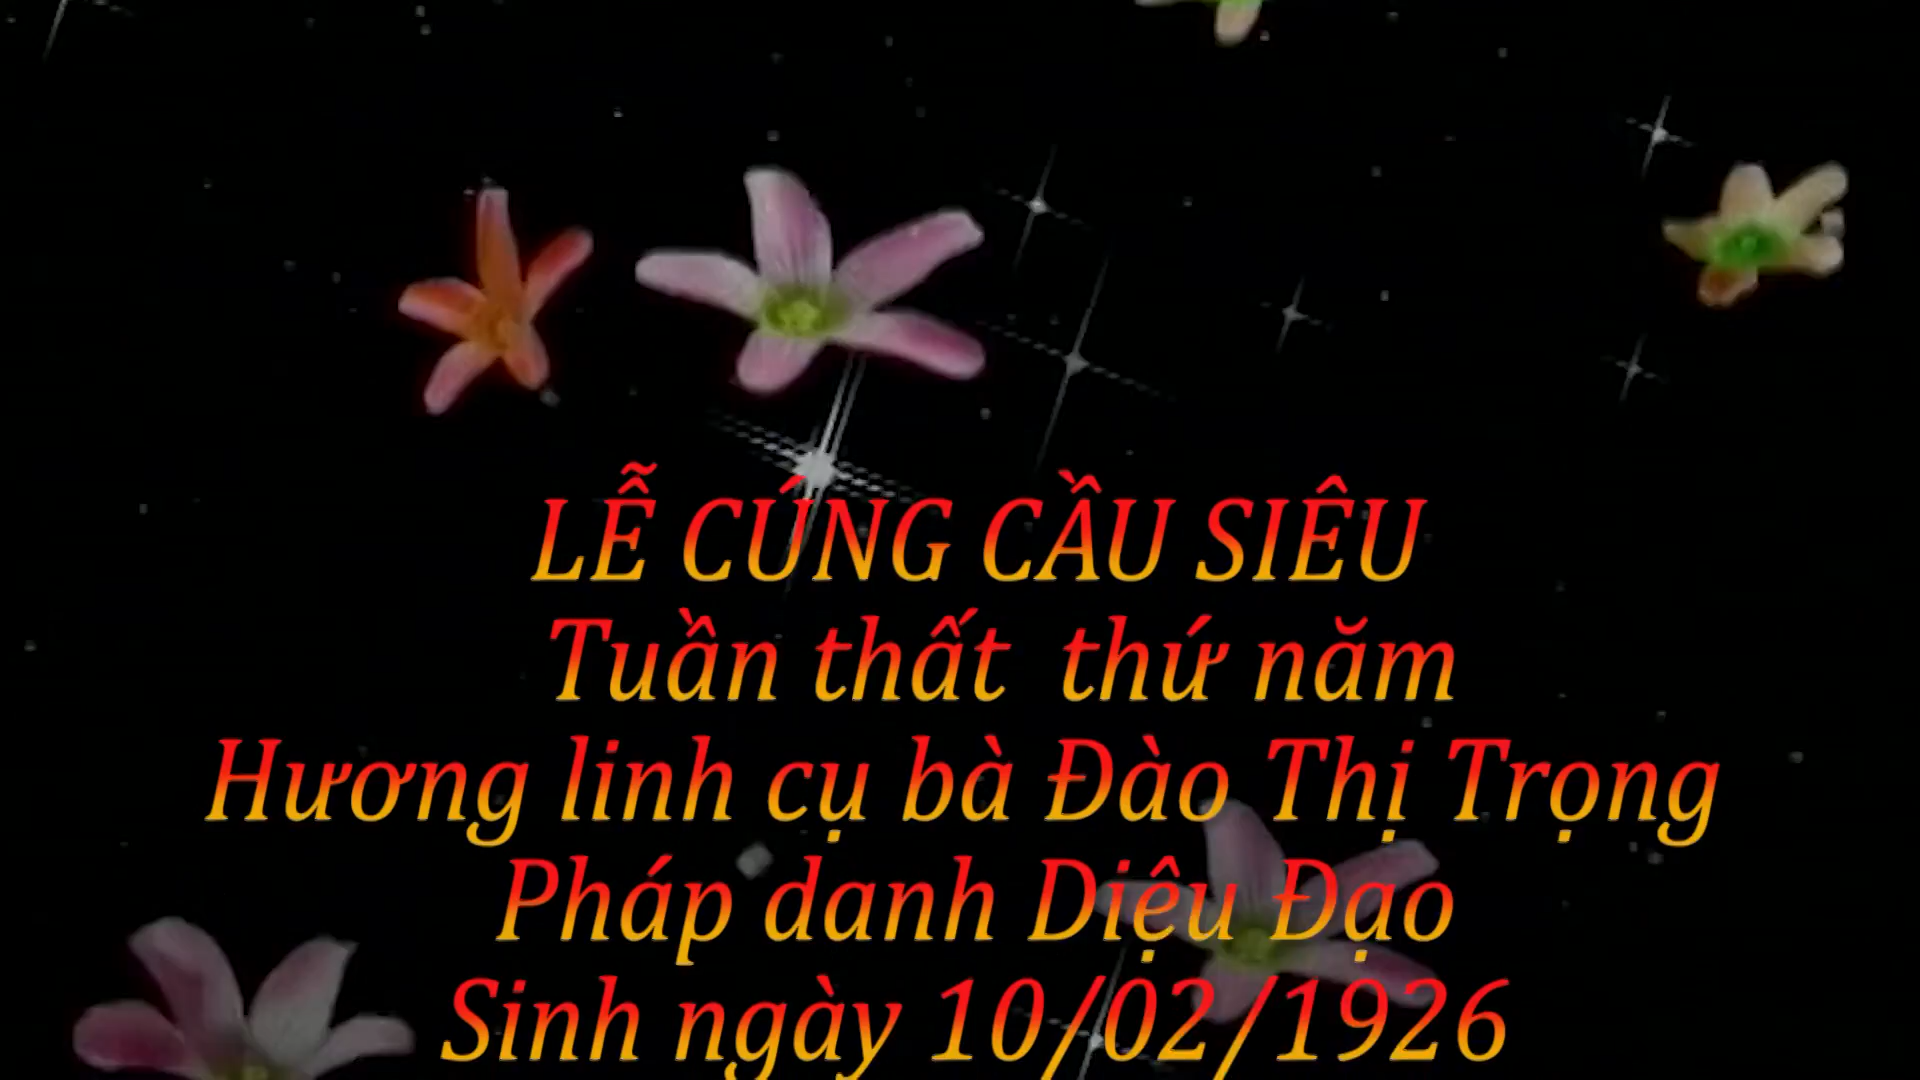 LỄ CÚNG CẦU SIÊU
Tuần thất thứ năm
Hương linh cụ bà Đào Thị Trọng
Pháp danh Diệu Đạo
Sinh ngày 10/02/1926